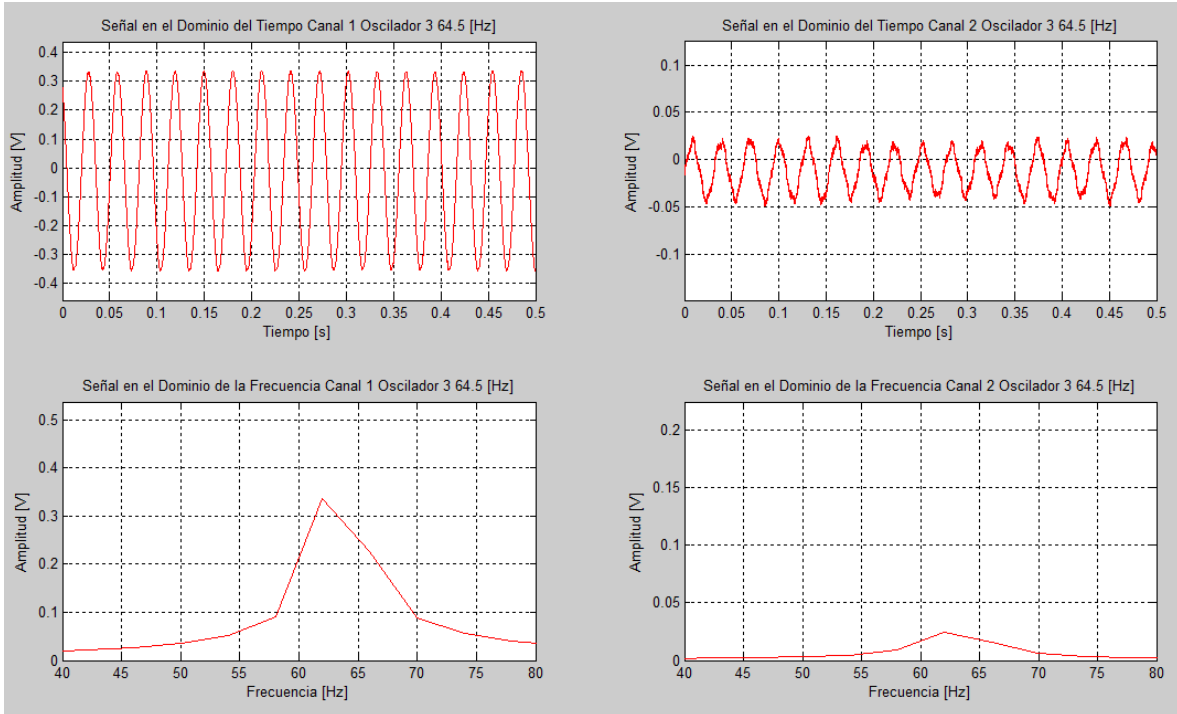 Señal en el Dominio del Tiempo Canal 1 Oscilador 3 64.5 [Hz]
0.4
0.3
0.2
0.1
0
-0.1
-0.2
-0.3
-0.4
Amplitud [V]
0 0.05 0.1 0.15 0.2 0.25 0.3 0.35 0.4 0.45 0.5
Tiempo [s]
Señal en el Dominio del Tiempo Canal 2 Oscilador 3 64.5 [Hz]
0.1
0.05
0
-0.05
-0.1
Amplitud [V]
0 0.05 0.1 0.15 0.2 0.25 0.3 0.35 0.4 0.45 0.5
Tiempo [s]
Señal en el Dominio de la Frecuencia Canal 1 Oscilador 3 64.5 [Hz]
0.5
0.4
0.3
0.2
0.1
0
Amplitud [V]
40 45 50 55 60 65 70 75 80
Frecuencia [Hz]
Señal en el Dominio de la Frecuencia Canal 2 Oscilador 3 64.5 [Hz]
0.2
0.15
0.1
0.05
0
Amplitud [V]
40 45 50 55 60 65 70 75 80
Frecuencia [Hz]